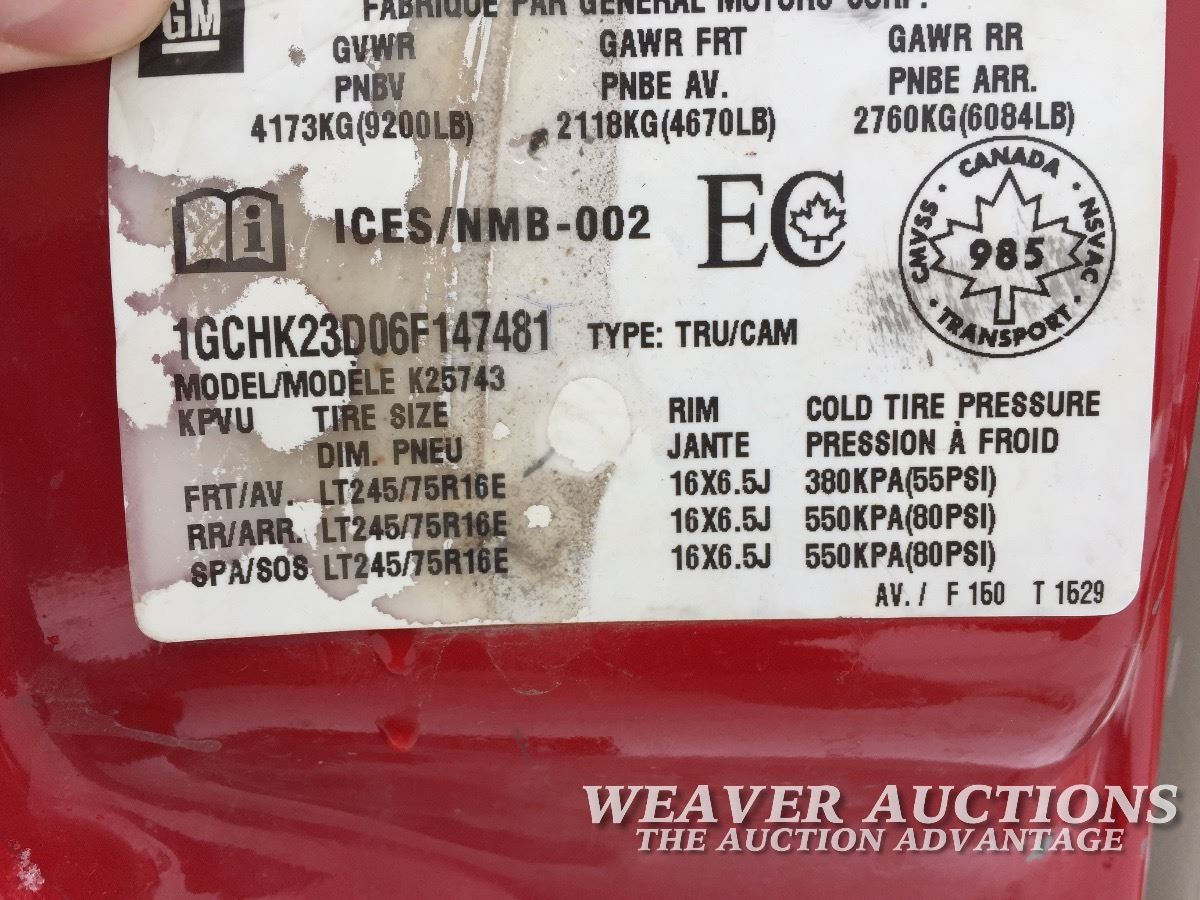 GM
FABRIQUÉ PAR GENERAL MOTORS CORP.
GVWR GAWR FRT GAWR RR
PNBV PNBE AV. PNBE ARR.
4173KG(9200LB) 2118KG(4670LB) 2760KG(6084LB)
i ICES/NMB-002 EC
CANADA
CMVSS 985 NSVAC
TRANSPORT
1GCHK23D06F147481 TYPE: TRU/CAM
MODEL/MODÈLE K25743
KPVU TIRE SIZE RIM COLD TIRE PRESSURE
DIM. PNEU JANTE PRESSION À FROID
FRT/AV. LT245/75R16E 16X6.5J 380KPA(55PSI)
RR/ARR. LT245/75R16E 16X6.5J 550KPA(80PSI)
SPA/SOS LT245/75R16E 16X6.5J 550KPA(80PSI)
AV. / F 150 T 1529
WEAVER AUCTIONS
THE AUCTION ADVANTAGE